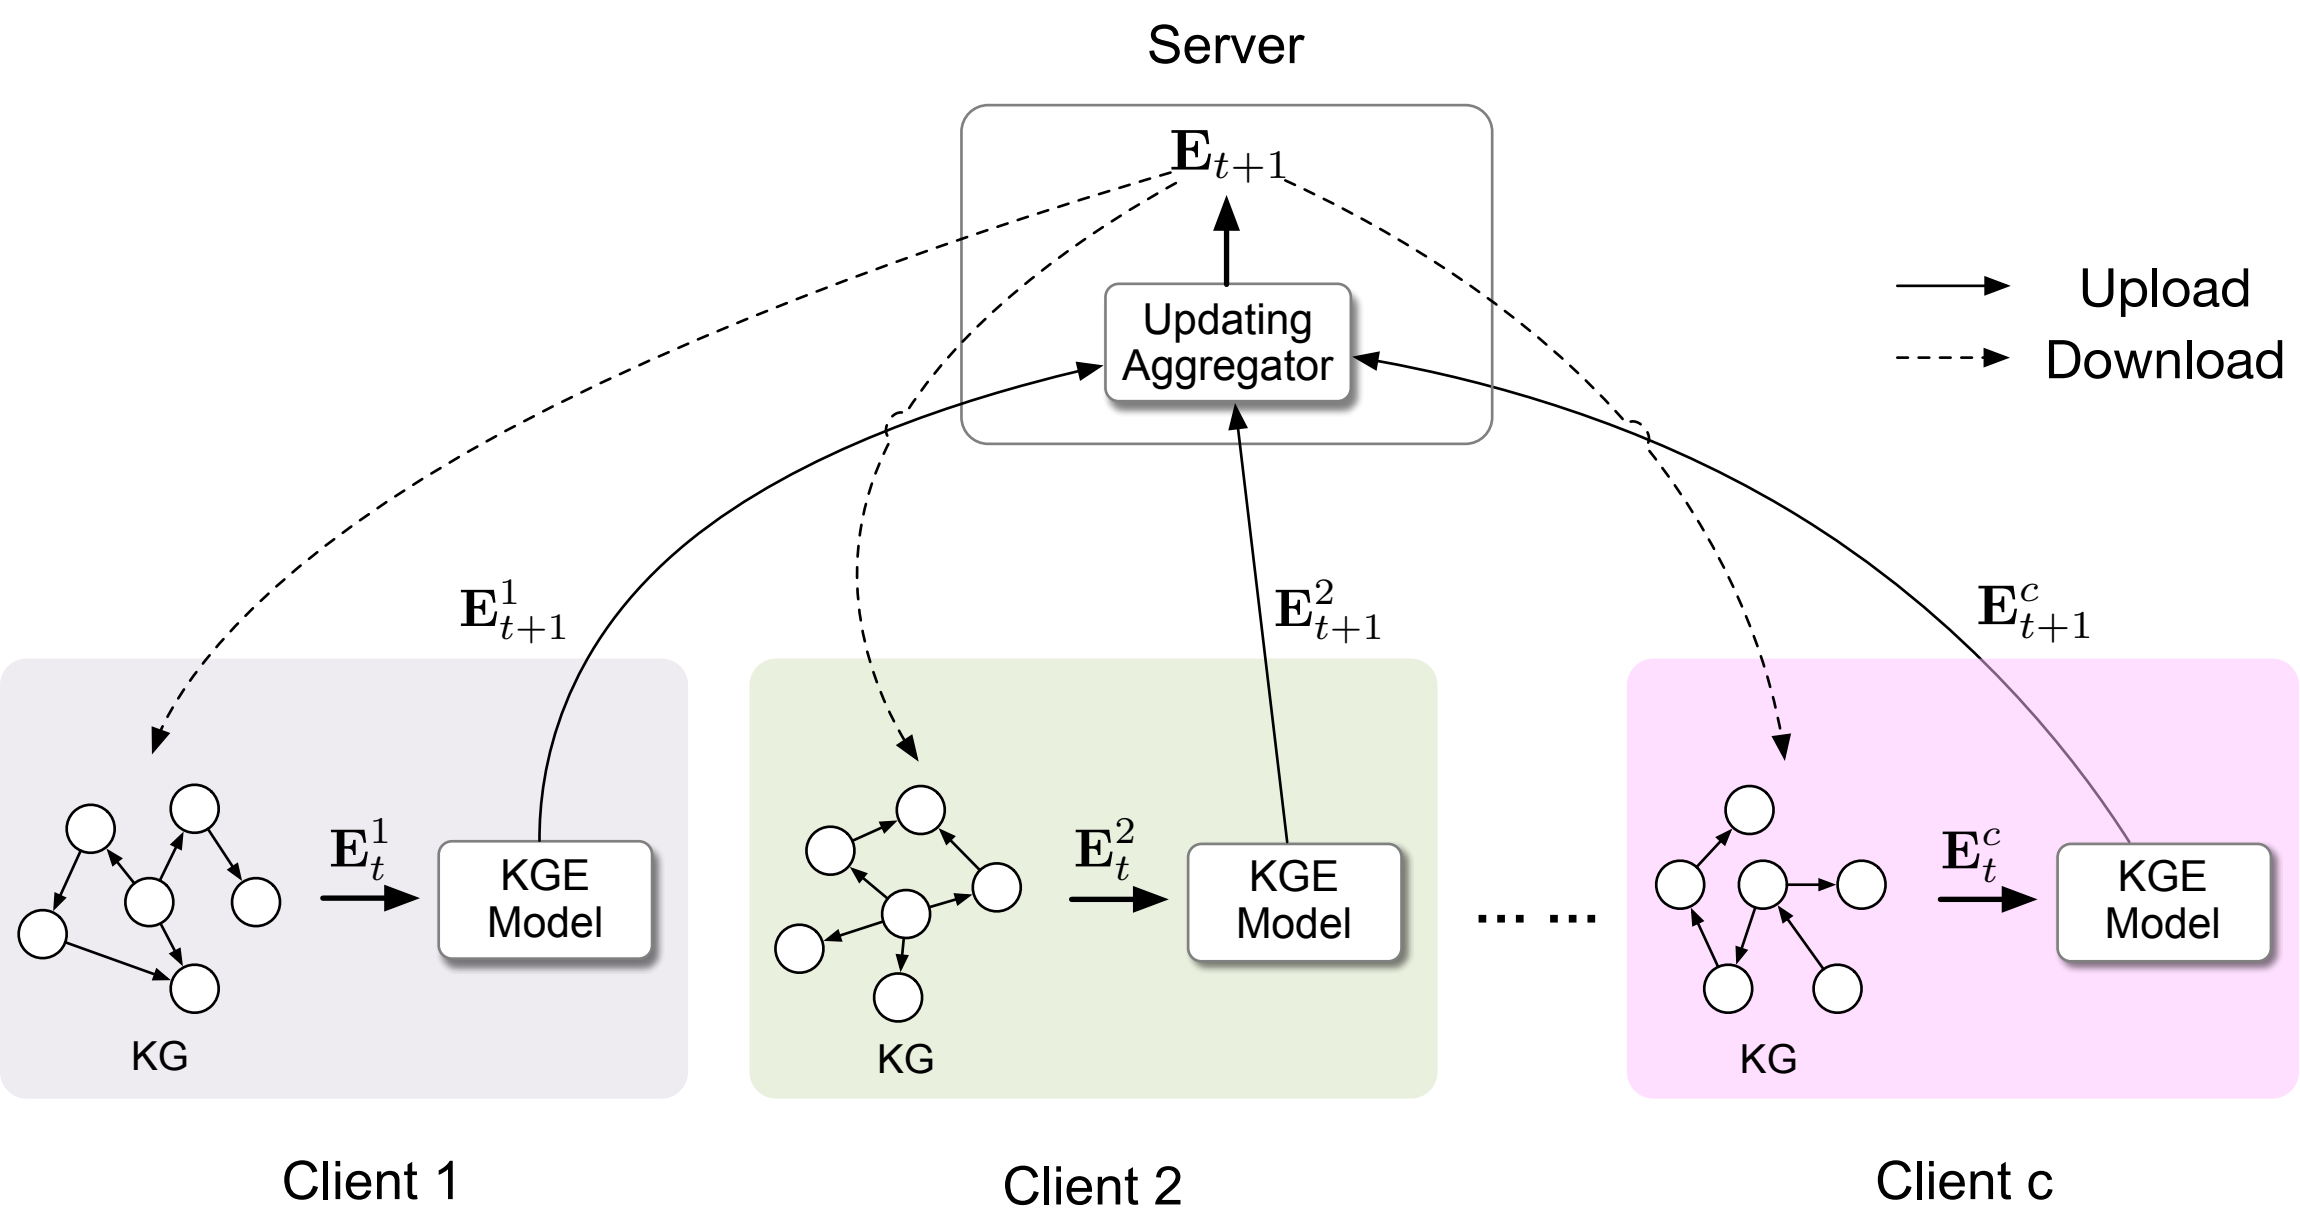 Server
E_{t+1}
Updating
Aggregator
Upload
Download
E^1_{t+1}
E^2_{t+1}
E^c_{t+1}
E^1_t
KGE
Model
KG
E^2_t
KGE
Model
KG
... ...
E^c_t
KGE
Model
KG
Client 1
Client 2
Client c